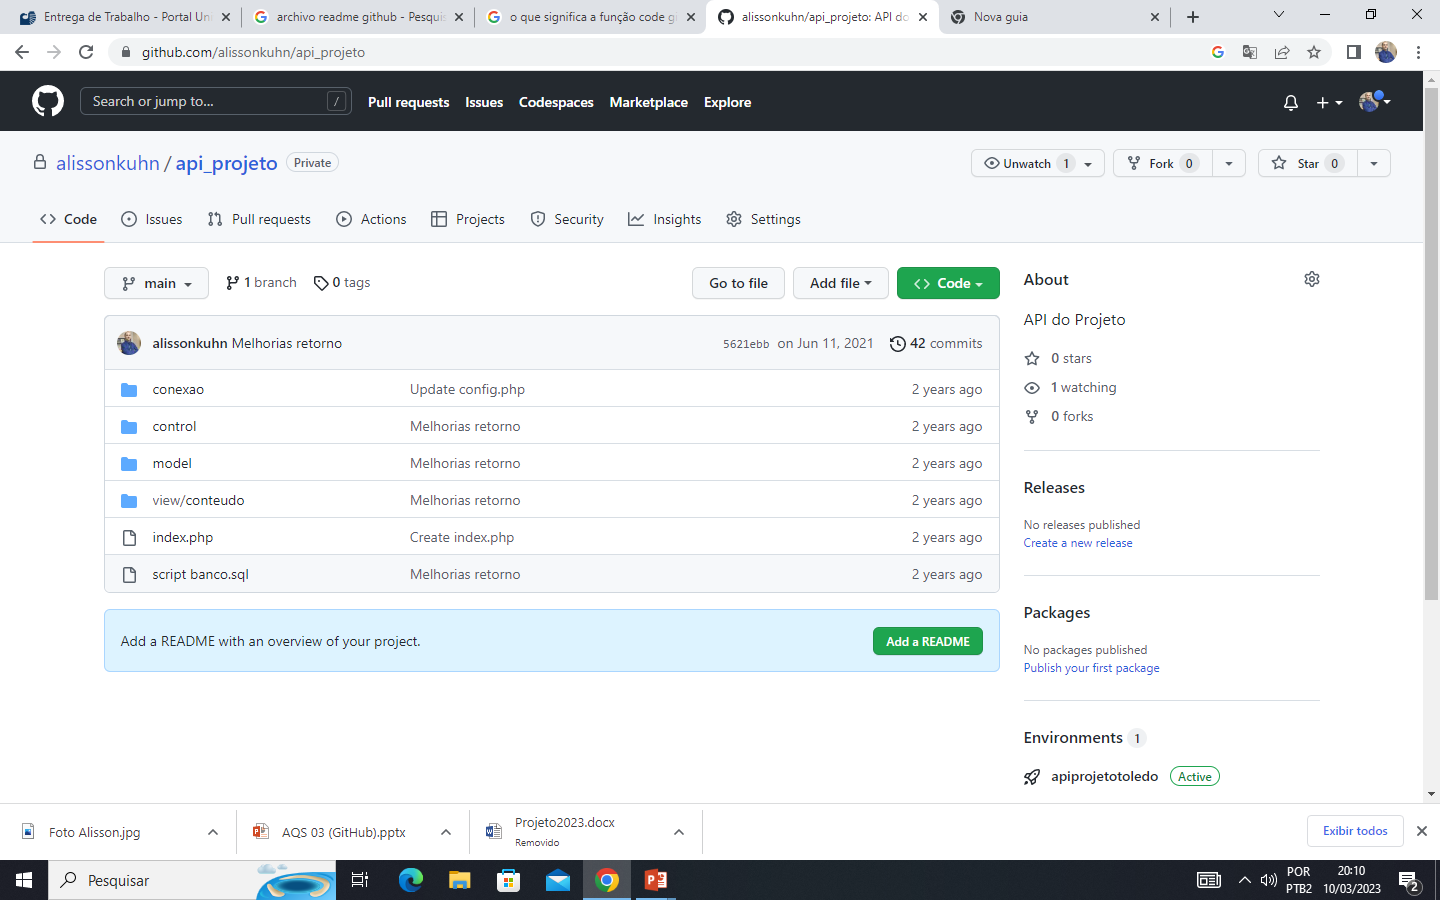 Entrega de Trabalho - Portal Uni
archivo readme github - Pesquis
o que significa a função code gi
alissonkuhn/api_projeto: API do
Nova guia
github.com/alissonkuhn/api_projeto
Search or jump to...
/
Pull requests
Issues
Codespaces
Marketplace
Explore
alissonkuhn / api_projeto
Private
Unwatch 1
Fork 0
Star 0
Code
Issues
Pull requests
Actions
Projects
Security
Insights
Settings
main
1 branch
0 tags
Go to file
Add file
Code
alissonkuhn Melhorias retorno
5621ebb on Jun 11, 2021
42 commits
conexao
Update config.php
2 years ago
control
Melhorias retorno
2 years ago
model
Melhorias retorno
2 years ago
view/conteudo
Melhorias retorno
2 years ago
index.php
Create index.php
2 years ago
script banco.sql
Melhorias retorno
2 years ago
Add a README with an overview of your project.
Add a README
About
API do Projeto
0 stars
1 watching
0 forks
Releases
No releases published
Create a new release
Packages
No packages published
Publish your first package
Environments 1
apiprojetotoledo
Active
Foto Alisson.jpg
AQS 03 (GitHub).pptx
Projeto2023.docx
Removido
Exibir todos
Pesquisar
POR
PTB2
20:10
10/03/2023
2